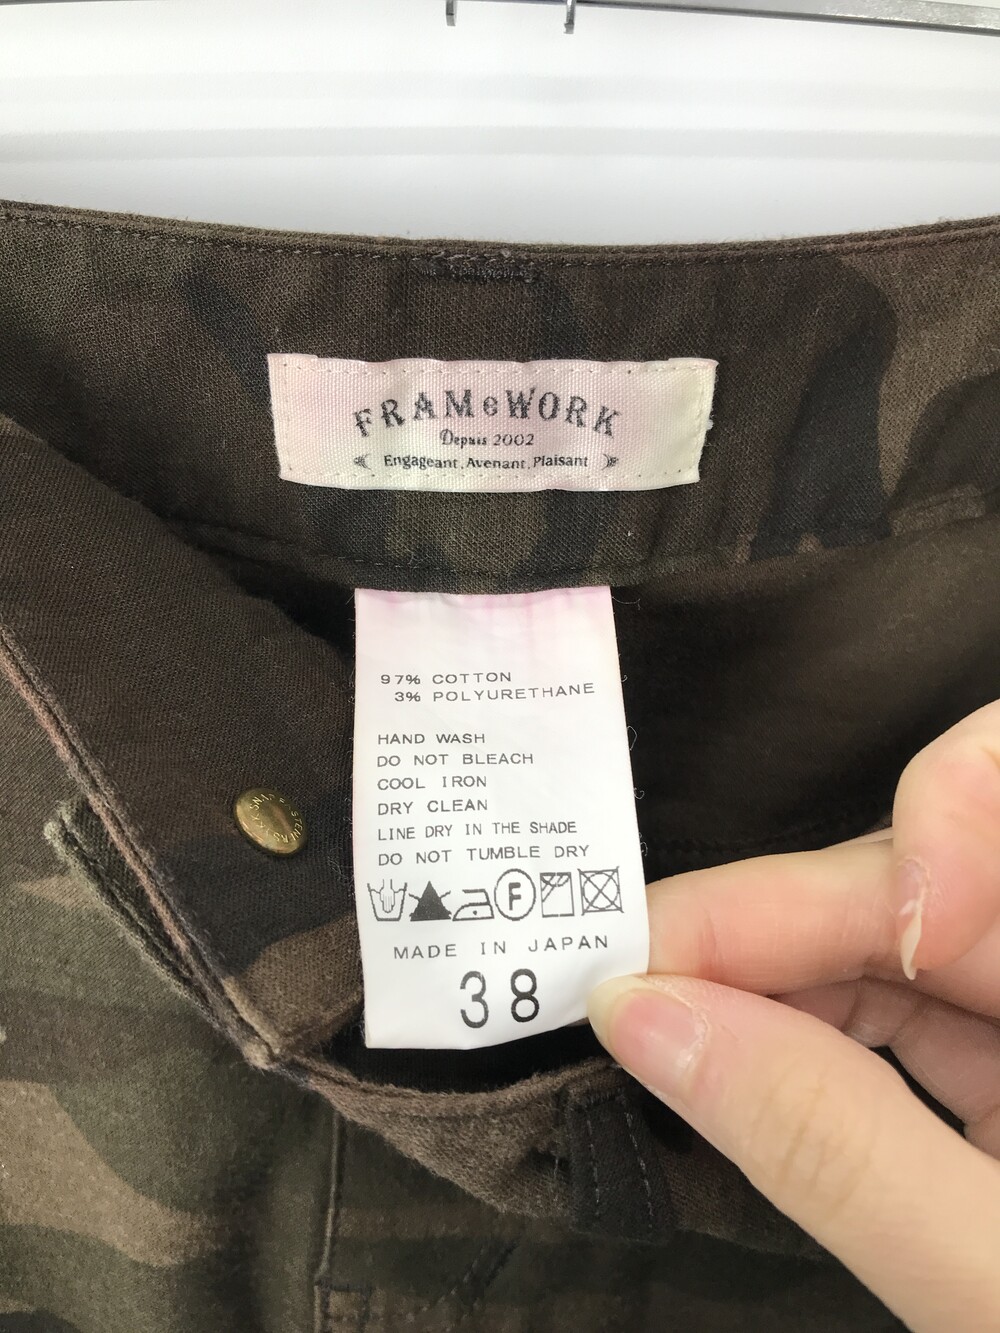 FRAMeWORK
Depuis 2002
Engageant, Avenant, Plaisant
97% COTTON
3% POLYURETHANE
HAND WASH
DO NOT BLEACH
COOL IRON
DRY CLEAN
LINE DRY IN THE SHADE
DO NOT TUMBLE DRY
F
MADE IN JAPAN
38